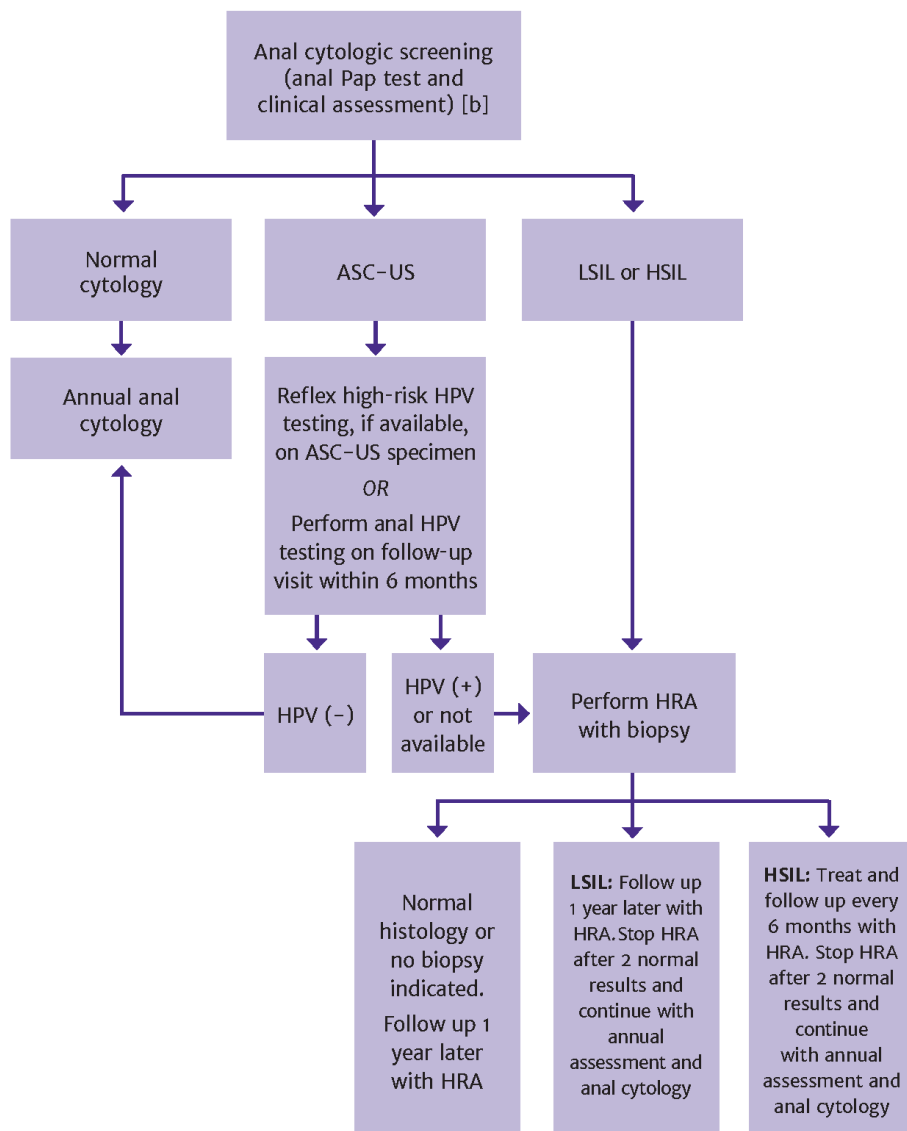 Anal cytologic screening
(anal Pap test and
clinical assessment) [b]
Normal
cytology
ASC-US
LSIL or HSIL
Annual anal
cytology
Reflex high-risk HPV
testing, if available,
on ASC-US specimen
OR
Perform anal HPV
testing on follow-up
visit within 6 months
HPV (-)
HPV (+)
or not
available
Perform HRA
with biopsy
Normal
histology or
no biopsy
indicated.
Follow up 1
year later
with HRA
LSIL: Follow up
1 year later with
HRA. Stop HRA
after 2 normal
results and
continue with
annual
assessment and
anal cytology
HSIL: Treat and
follow up every
6 months with
HRA. Stop HRA
after 2 normal
results and
continue
with annual
assessment and
anal cytology